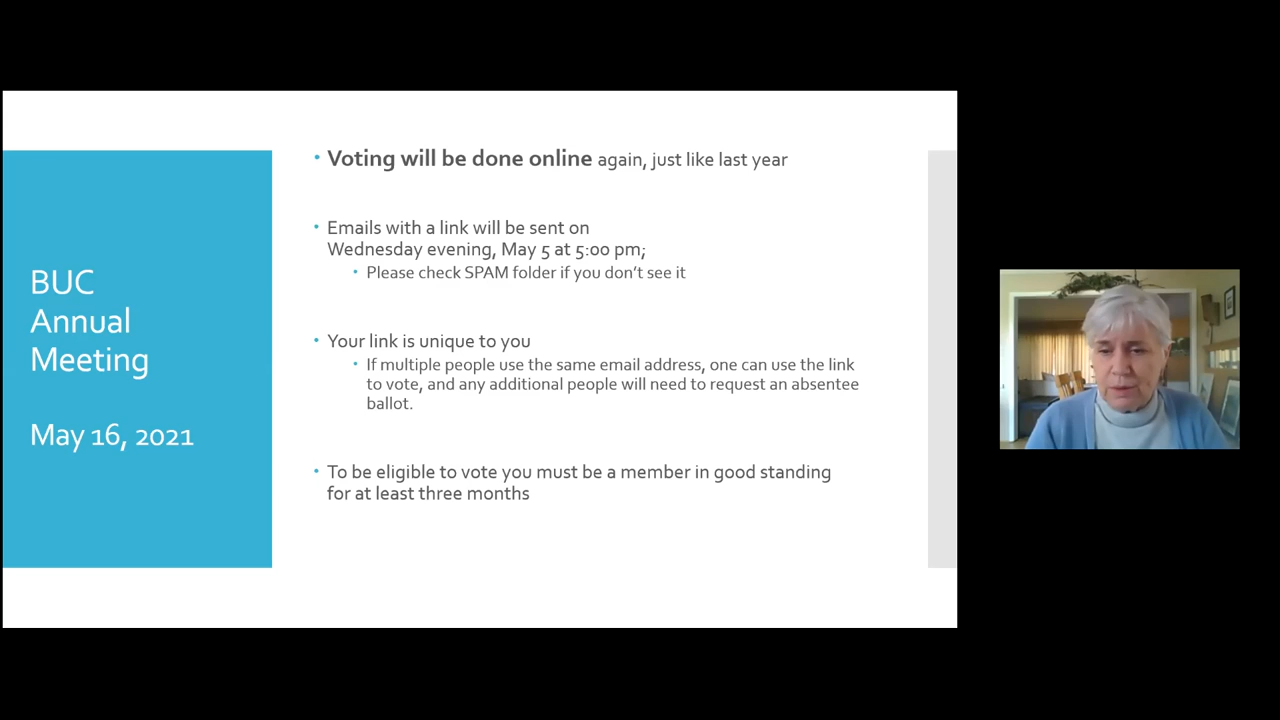 BUC
Annual
Meeting
May 16, 2021
• Voting will be done online again, just like last year
• Emails with a link will be sent on
Wednesday evening, May 5 at 5:00 pm;
• Please check SPAM folder if you don't see it
• Your link is unique to you
• If multiple people use the same email address, one can use the link
to vote, and any additional people will need to request an absentee
ballot.
• To be eligible to vote you must be a member in good standing
for at least three months